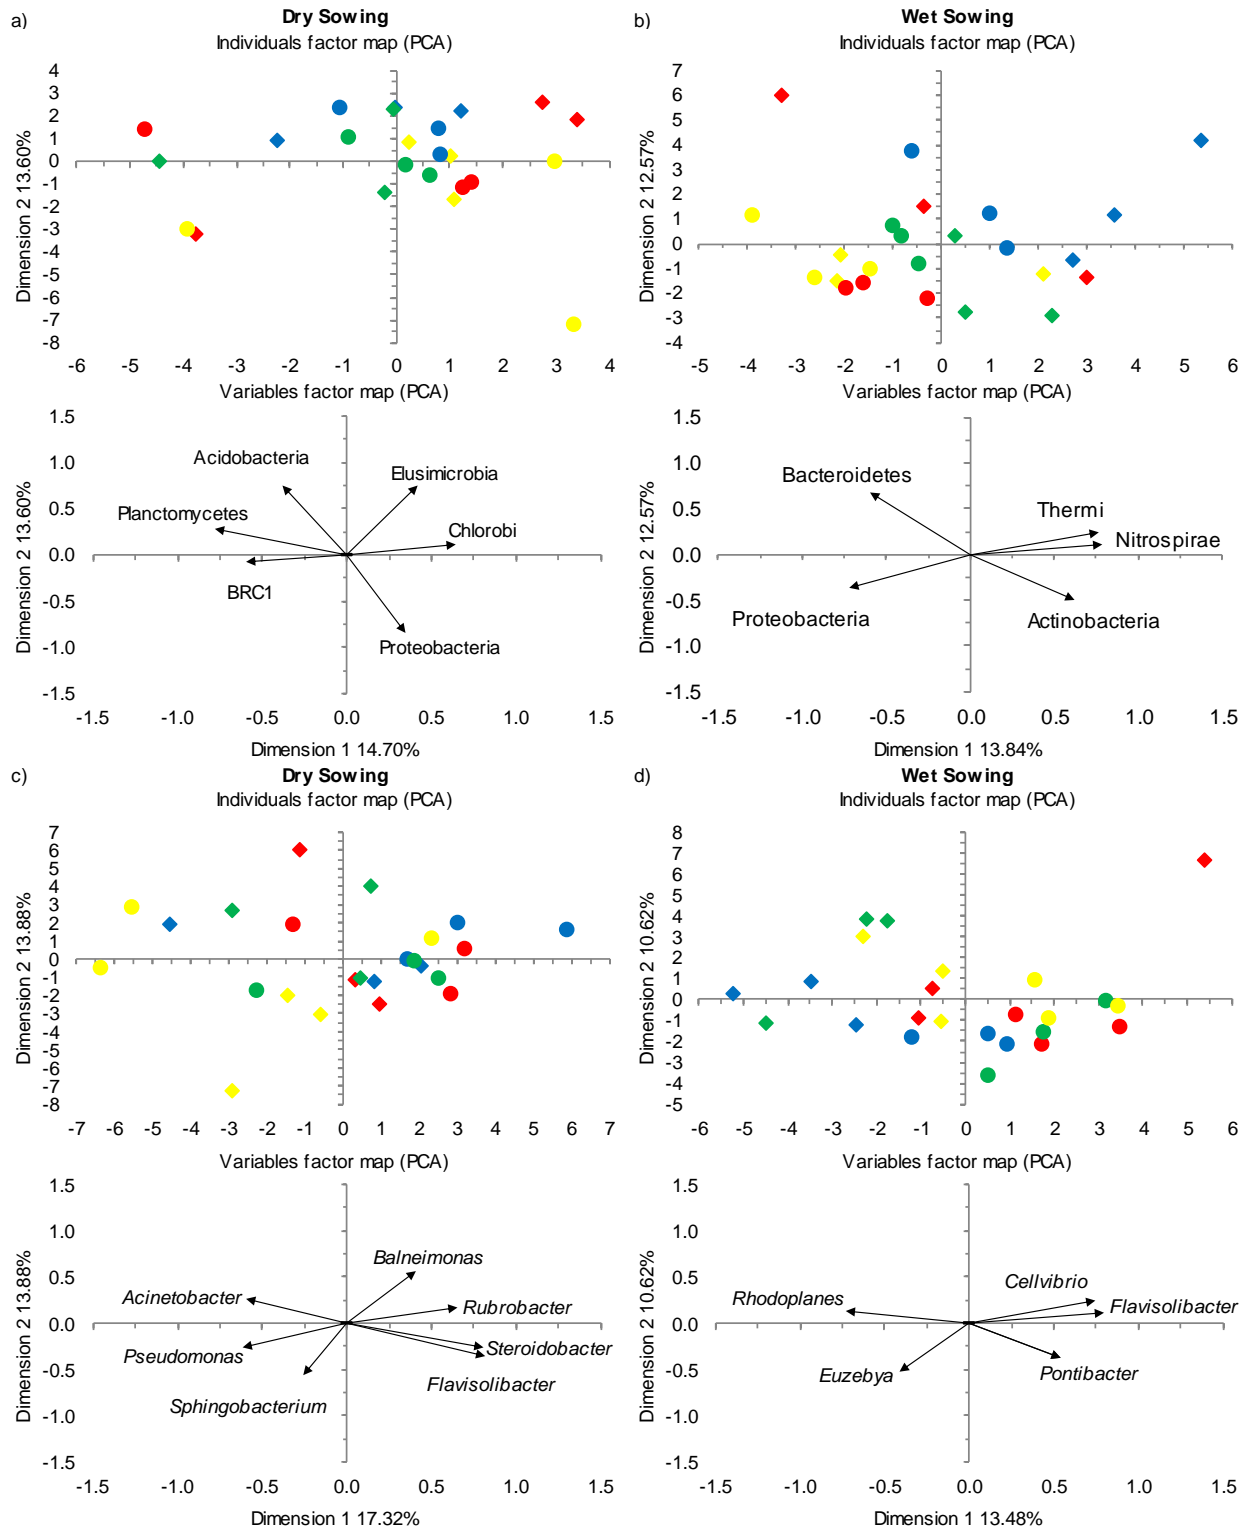 a)
Dry Sowing
Individuals factor map (PCA)
Dimension 2 13.60%
4
3
2
1
0
-1
-2
-3
-4
-5
-6
-7
-8
-6 -5 -4 -3 -2 -1 0 1 2 3 4
Variables factor map (PCA)
Dimension 2 13.60%
1.5
1.0
0.5
0.0
-0.5
-1.0
-1.5
Acidobacteria
Elusimicrobia
Planctomycetes
Chlorobi
BRC1
Proteobacteria
-1.5 -1.0 -0.5 0.0 0.5 1.0 1.5
Dimension 1 14.70%
b)
Wet Sowing
Individuals factor map (PCA)
Dimension 2 12.57%
7
6
5
4
3
2
1
0
-1
-2
-3
-4
-5 -4 -3 -2 -1 0 1 2 3 4 5 6
Variables factor map (PCA)
Dimension 2 12.57%
1.5
1.0
0.5
0.0
-0.5
-1.0
-1.5
Bacteroidetes
Thermi
Nitrospirae
Proteobacteria
Actinobacteria
-1.5 -1.0 -0.5 0.0 0.5 1.0 1.5
Dimension 1 13.84%
c)
Dry Sowing
Individuals factor map (PCA)
Dimension 2 13.88%
7
6
5
4
3
2
1
0
-1
-2
-3
-4
-5
-6
-7
-8
-7 -6 -5 -4 -3 -2 -1 0 1 2 3 4 5 6 7
Variables factor map (PCA)
Dimension 2 13.88%
1.5
1.0
0.5
0.0
-0.5
-1.0
-1.5
Balneimonas
Acinetobacter
Rubrobacter
Pseudomonas
Steroidobacter
Flavisolibacter
Sphingobacterium
-1.5 -1.0 -0.5 0.0 0.5 1.0 1.5
Dimension 1 17.32%
d)
Wet Sowing
Individuals factor map (PCA)
Dimension 2 10.62%
8
7
6
5
4
3
2
1
0
-1
-2
-3
-4
-5
-6 -5 -4 -3 -2 -1 0 1 2 3 4 5 6
Variables factor map (PCA)
Dimension 2 10.62%
1.5
1.0
0.5
0.0
-0.5
-1.0
-1.5
Cellvibrio
Rhodoplanes
Flavisolibacter
Euzebya
Pontibacter
-1.5 -1.0 -0.5 0.0 0.5 1.0 1.5
Dimension 1 13.48%